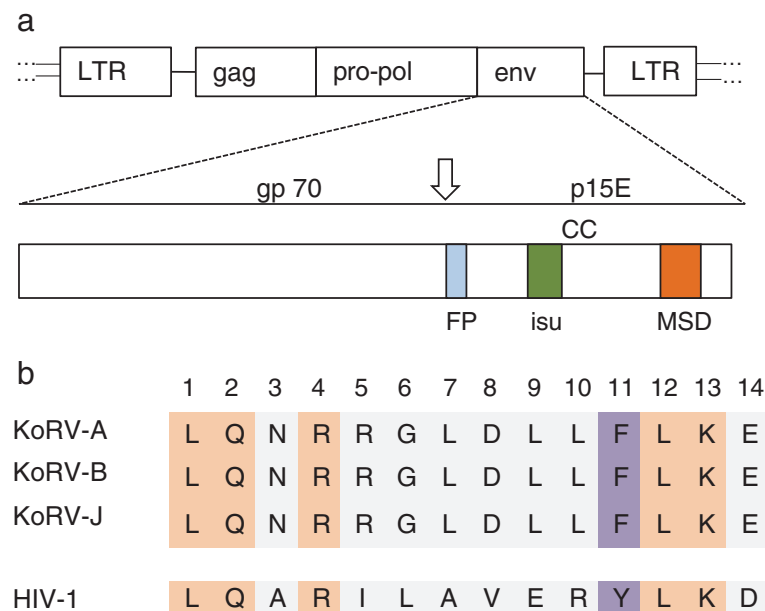 a
... LTR gag pro-pol env LTR ...
... ...
gp 70 p15E
CC
FP isu MSD
b
1 2 3 4 5 6 7 8 9 10 11 12 13 14
KoRV-A L Q N R R G L D L L F L K E
KoRV-B L Q N R R G L D L L F L K E
KoRV-J L Q N R R G L D L L F L K E
HIV-1 L Q A R I L A V E R Y L K D